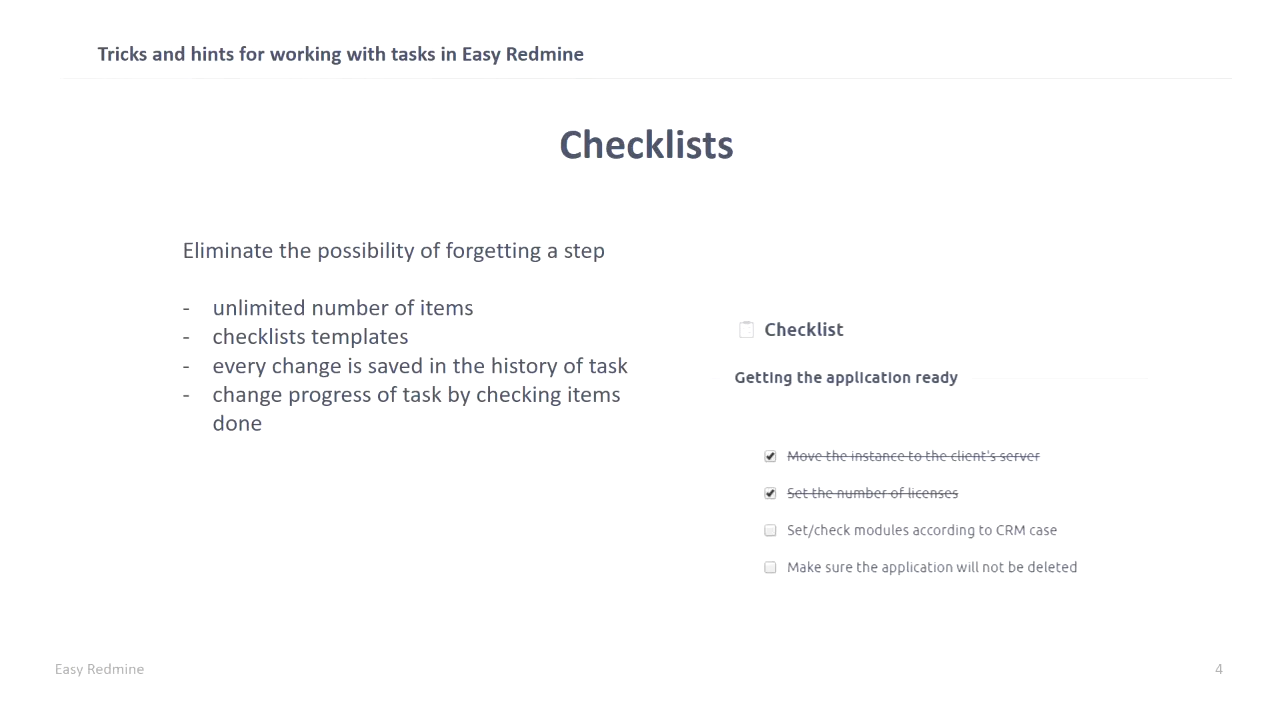 Tricks and hints for working with tasks in Easy Redmine
Checklists
Eliminate the possibility of forgetting a step
- unlimited number of items
- checklists templates
- every change is saved in the history of task
- change progress of task by checking items
done
Checklist
Getting the application ready
Move the instance to the client's server
Set the number of licenses
Set/check modules according to CRM case
Make sure the application will not be deleted
Easy Redmine
4